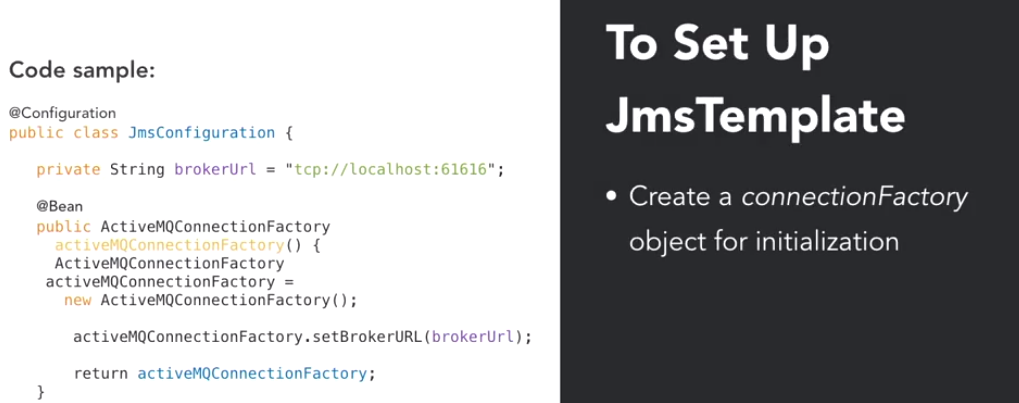 Code sample:
@Configuration
public class JmsConfiguration {
private String brokerUrl = "tcp://localhost:61616";
@Bean
public ActiveMQConnectionFactory
activeMQConnectionFactory() {
ActiveMQConnectionFactory
activeMQConnectionFactory =
new ActiveMQConnectionFactory();
activeMQConnectionFactory.setBrokerURL(brokerUrl);
return activeMQConnectionFactory;
}
To Set Up
JmsTemplate
• Create a connectionFactory
object for initialization